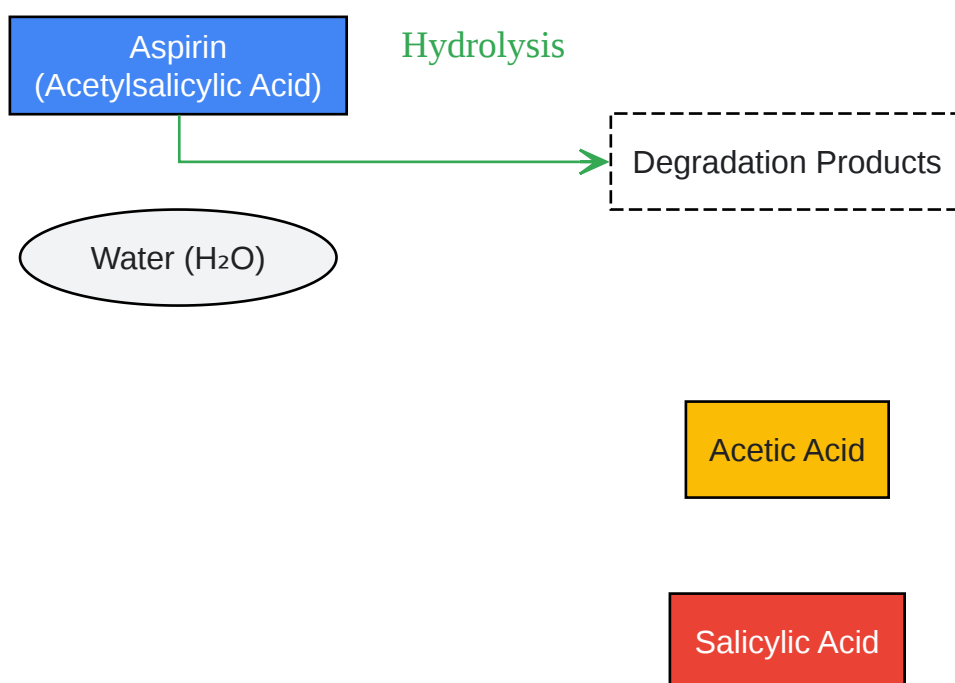 Aspirin
(Acetylsalicylic Acid)
Hydrolysis
Degradation Products
Water (H₂O)
Acetic Acid
Salicylic Acid